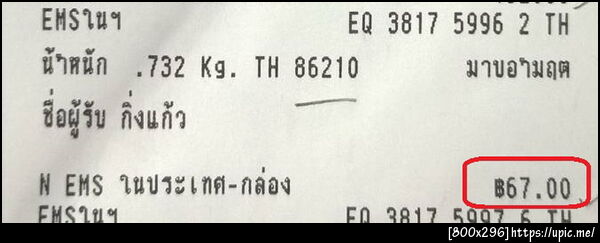 EMSในฯ EQ 3817 5996 2 TH
น้ำหนัก .732 Kg. TH 86210 มาบอำมฤต
ชื่อผู้รับ กิ่งแก้ว
N EMS ในประเทศ-กล่อง ฿67.00
EMSในฯ EQ 3817 5997 6 TH
[800x296]https://upic.me/